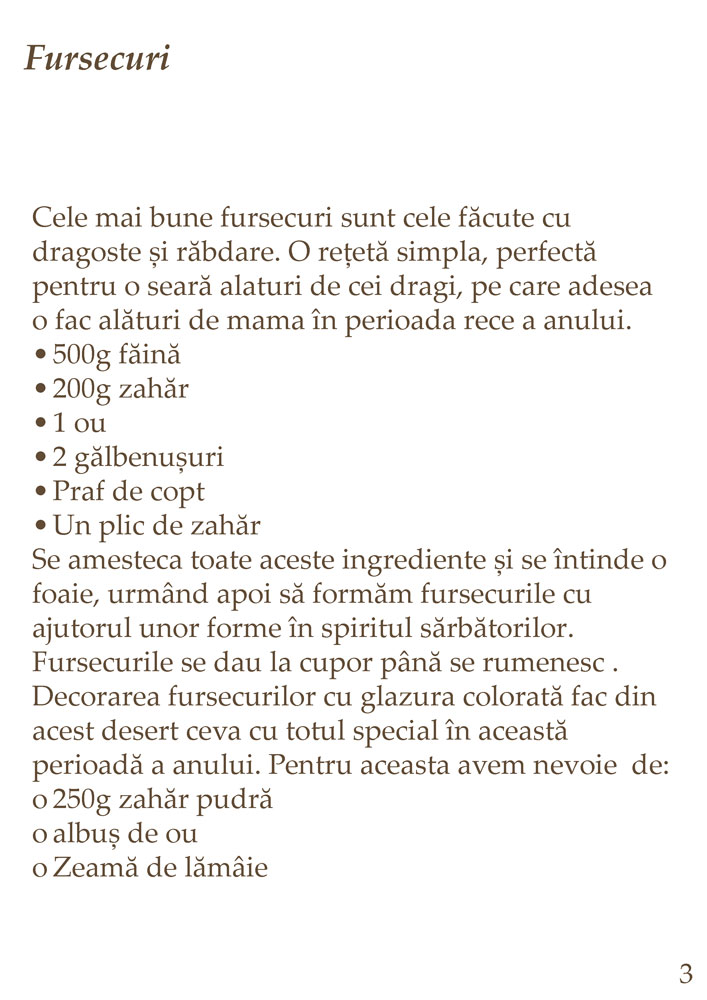 Fursecuri
Cele mai bune fursecuri sunt cele făcute cu
dragoste și răbdare. O rețetă simpla, perfectă
pentru o seară alaturi de cei dragi, pe care adesea
o fac alături de mama în perioada rece a anului.
• 500g făină
• 200g zahăr
• 1 ou
• 2 gălbenușuri
• Praf de copt
• Un plic de zahăr
Se amesteca toate aceste ingrediente și se întinde o
foaie, urmând apoi să formăm fursecurile cu
ajutorul unor forme în spiritul sărbătorilor.
Fursecurile se dau la cupor până se rumenesc .
Decorarea fursecurilor cu glazura colorată fac din
acest desert ceva cu totul special în această
perioadă a anului. Pentru aceasta avem nevoie  de:
o 250g zahăr pudră
o albuș de ou
o Zeamă de lămâie
3